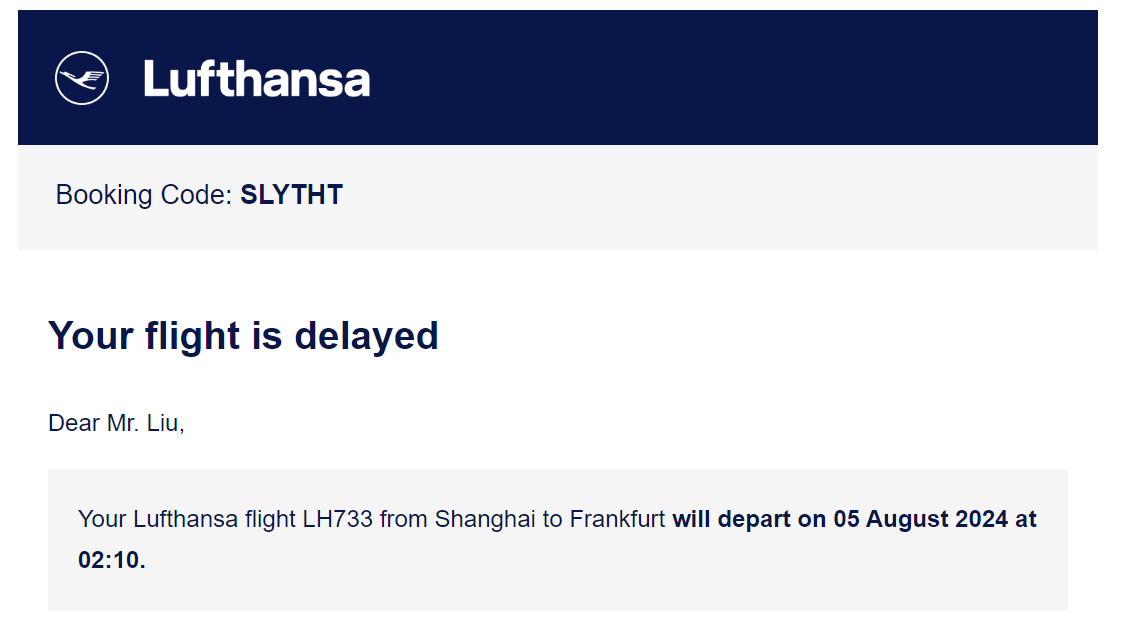 Lufthansa
Booking Code: SLYTHT
Your flight is delayed
Dear Mr. Liu,
Your Lufthansa flight LH733 from Shanghai to Frankfurt will depart on 05 August 2024 at
02:10.